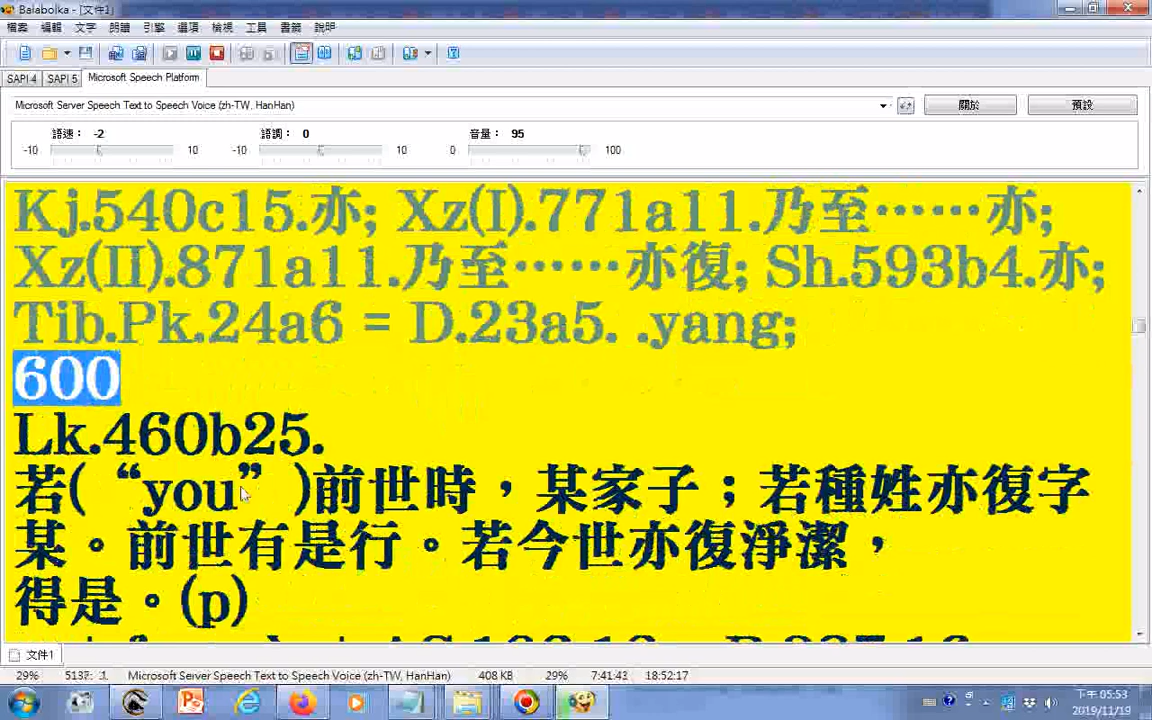 Balabolka - [文件1]
檔案 編輯 文字 朗讀 引擎 選項 檢視 工具 書籤 說明
SAPI 4 SAPI 5 Microsoft Speech Platform
Microsoft Server Speech Text to Speech Voice (zh-TW, HanHan) 關於 預設
語速: -2 語調: 0 音量: 95
-10 10 -10 10 0 100
Kj.540c15.亦; Xz(I).771a11.乃至……亦;
Xz(II).871a11.乃至……亦復; Sh.593b4.亦;
Tib.Pk.24a6 = D.23a5. .yang;
600
Lk.460b25.
若( “you” )前世時,某家子;若種姓亦復字
某。前世有是行。若今世亦復淨潔,
得是。(p)
文件1
29% 5137: 1. Microsoft Server Speech Text to Speech Voice (zh-TW, HanHan) 408 KB 29% 7:41:43 18:52:17
下午 05:53
2019/11/19